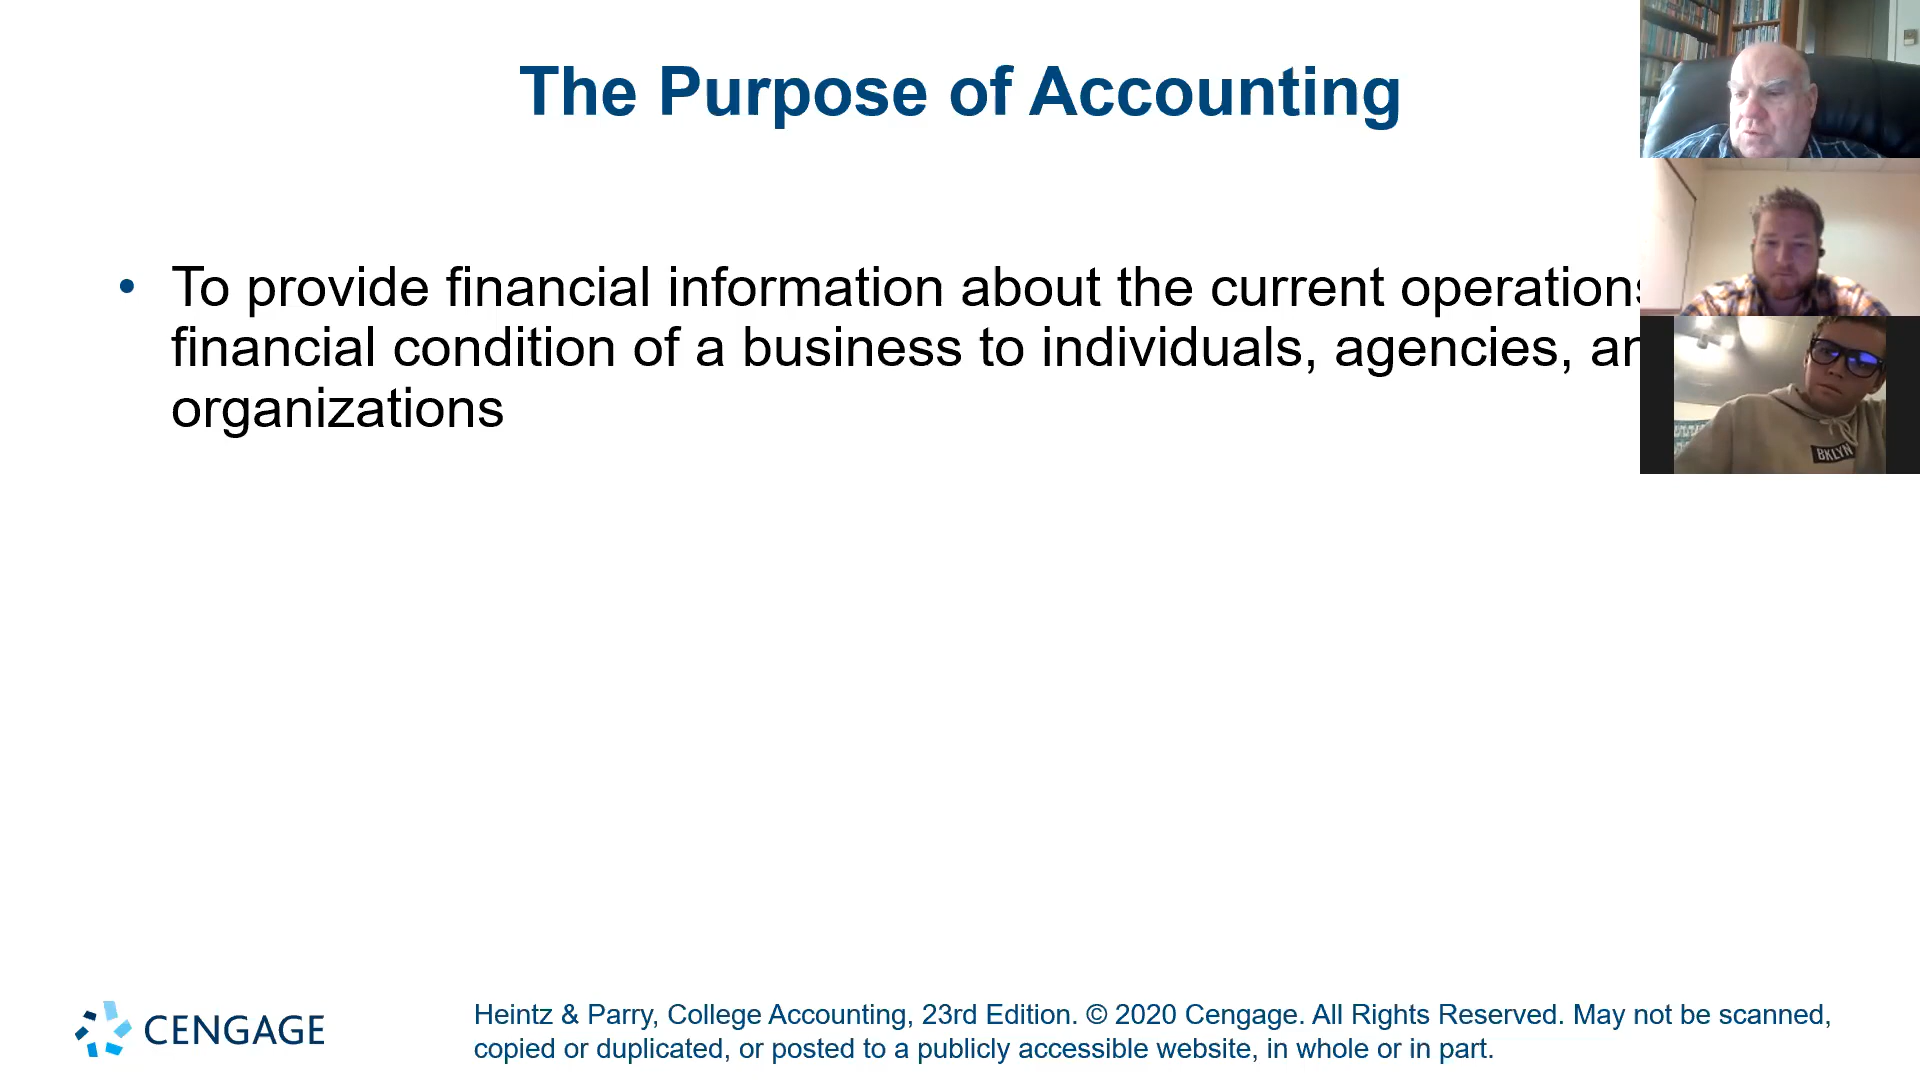 The Purpose of Accounting
• To provide financial information about the current operations
financial condition of a business to individuals, agencies,
organizations
BKLYN
CENGAGE
Heintz & Parry, College Accounting, 23rd Edition. © 2020 Cengage. All Rights Reserved. May not be scanned,
copied or duplicated, or posted to a publicly accessible website, in whole or in part.